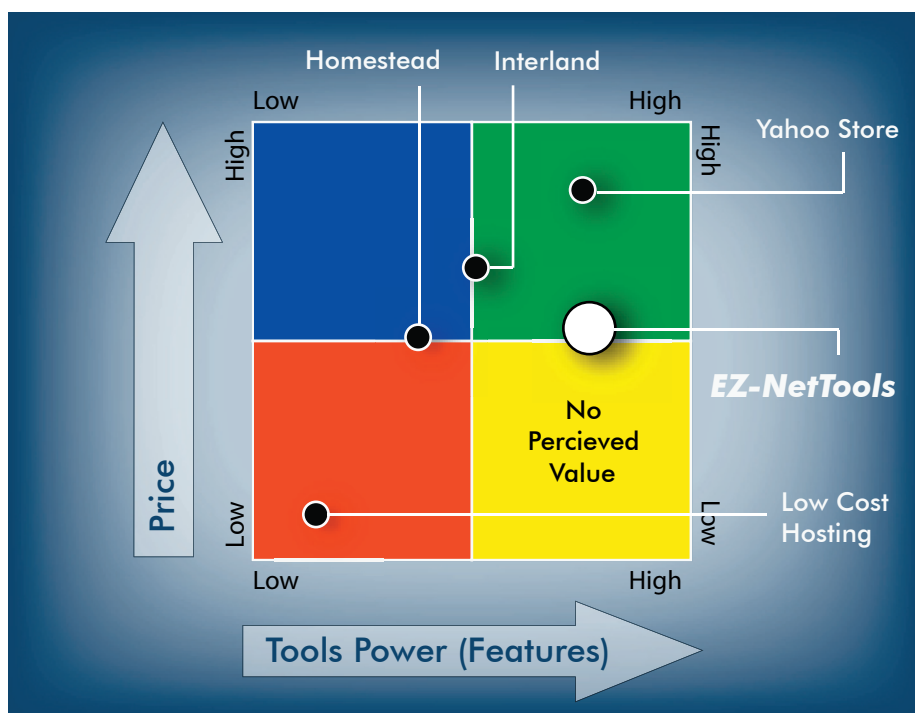 Homestead
Interland
Low
High
High
High
Yahoo Store
EZ-NetTools
No
Percieved
Value
Price
Low
Low
Low Cost
Hosting
Low
High
Tools Power (Features)